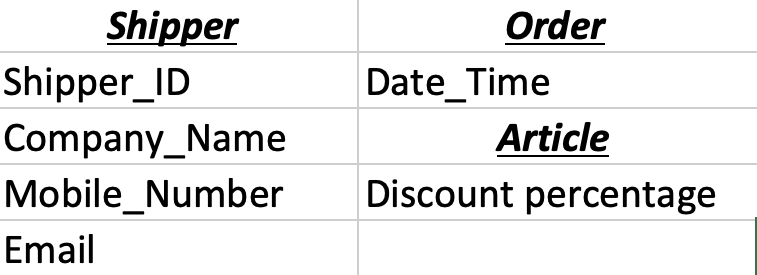 Shipper
Shipper_ID
Company_Name
Mobile_Number
Email
Order
Date_Time
Article
Discount percentage